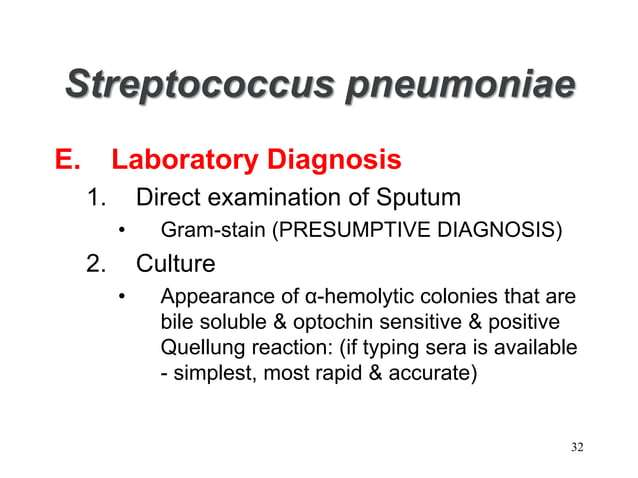 Streptococcus pneumoniae
E. Laboratory Diagnosis
1. Direct examination of Sputum
• Gram-stain (PRESUMPTIVE DIAGNOSIS)
2. Culture
• Appearance of α-hemolytic colonies that are
bile soluble & optochin sensitive & positive
Quellung reaction: (if typing sera is available
- simplest, most rapid & accurate)
32